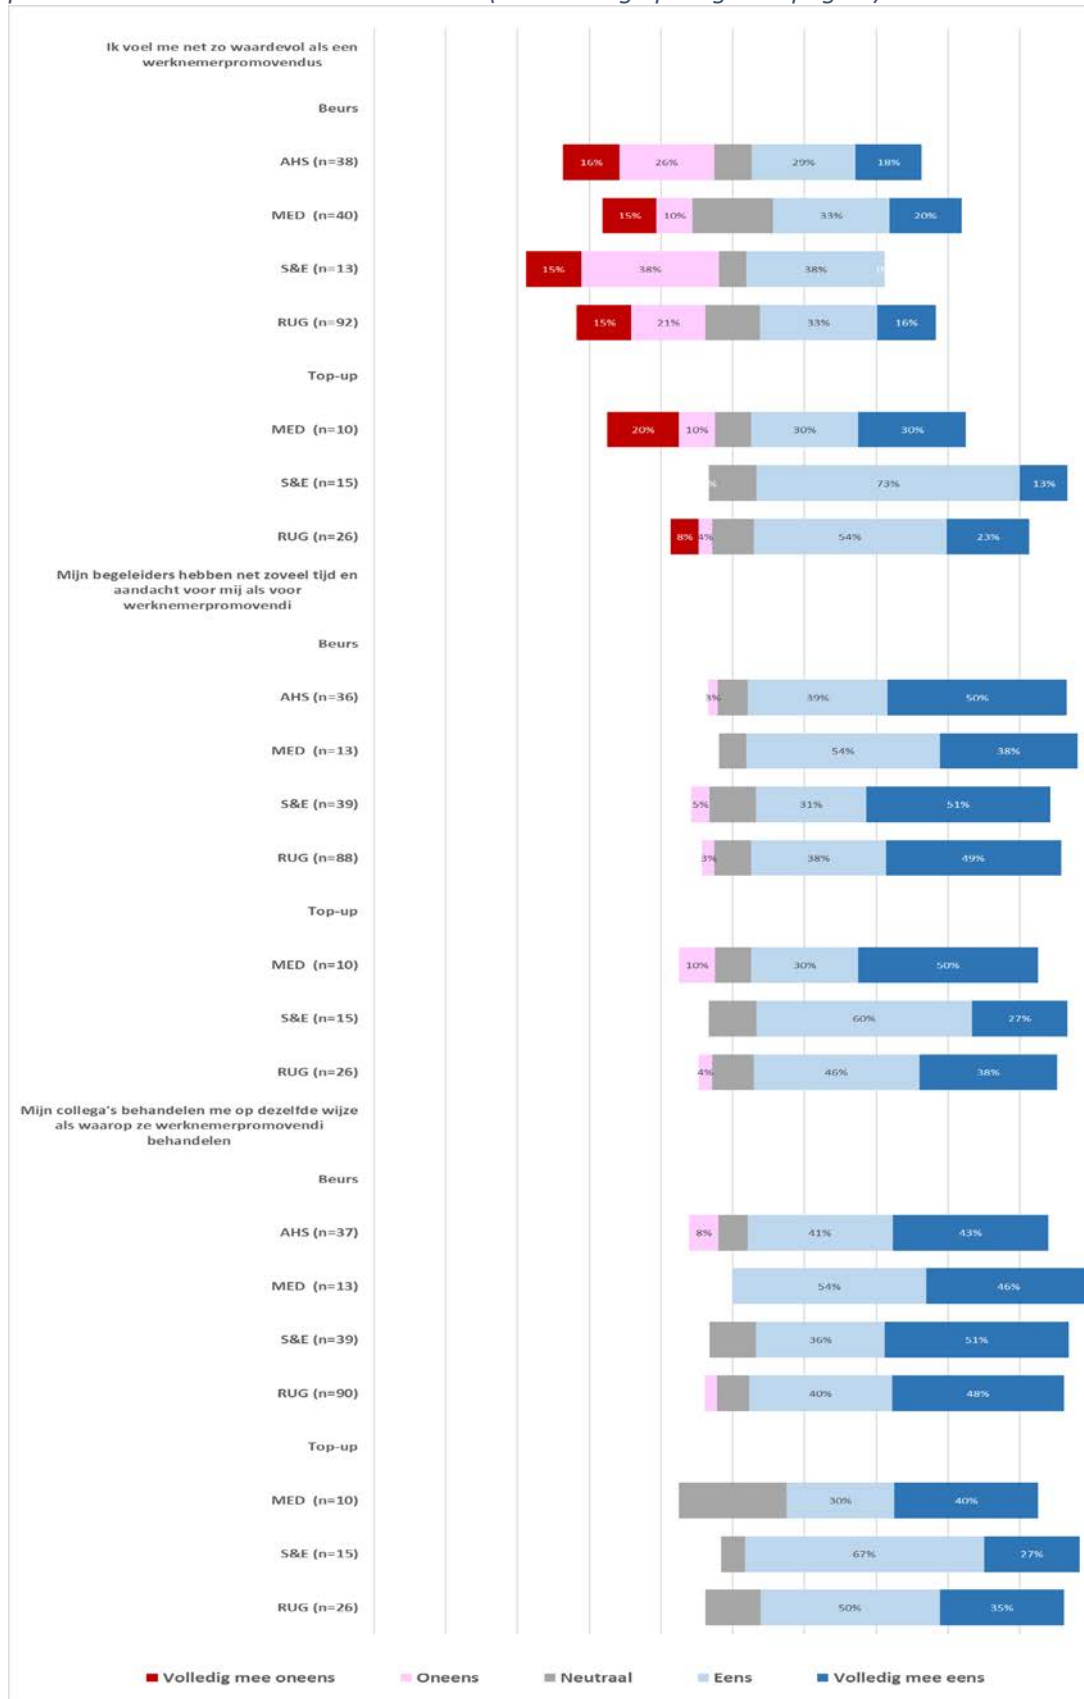 Ik voel me net zo waardevol als een
werknemerpromovendus
Beurs
AHS (n=38)
16% 26% 29% 18%
MED (n=40)
15% 10% 33% 20%
S&E (n=13)
15% 38% 38%
RUG (n=92)
15% 21% 33% 16%
Top-up
MED (n=10)
20% 10% 30% 30%
S&E (n=15)
73% 13%
RUG (n=26)
8% 4% 54% 23%
Mijn begeleiders hebben net zoveel tijd en
aandacht voor mij als voor
werknemerpromovendi
Beurs
AHS (n=36)
3% 39% 50%
MED (n=13)
54% 38%
S&E (n=39)
5% 31% 51%
RUG (n=88)
3% 38% 49%
Top-up
MED (n=10)
10% 30% 50%
S&E (n=15)
60% 27%
RUG (n=26)
4% 46% 38%
Mijn collega's behandelen me op dezelfde wijze
als waarop ze werknemerpromovendi
behandelen
Beurs
AHS (n=37)
8% 41% 43%
MED (n=13)
54% 46%
S&E (n=39)
36% 51%
RUG (n=90)
40% 48%
Top-up
MED (n=10)
30% 40%
S&E (n=15)
67% 27%
RUG (n=26)
50% 35%
Volledig mee oneens Oneens Neutraal Eens Volledig mee eens